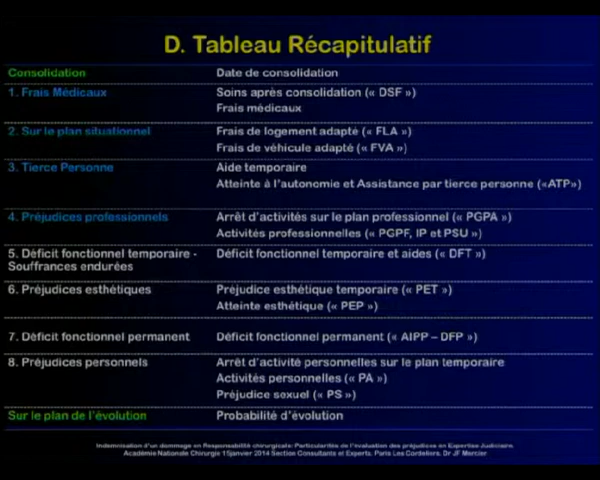 D. Tableau Récapitulatif
Consolidation Date de consolidation
1. Frais Médicaux Soins après consolidation (« DSF »)
Frais médicaux
2. Sur le plan situationnel Frais de logement adapté (« FLA »)
Frais de véhicule adapté (« FVA »)
3. Tierce Personne Aide temporaire
Atteinte à l'autonomie et Assistance par tierce personne («ATP»)
4. Préjudices professionnels Arrêt d'activités sur le plan professionnel (« PGPA »)
Activités professionnelles (« PGPF, IP et PSU »)
5. Déficit fonctionnel temporaire - Déficit fonctionnel temporaire et aides (« DFT »)
Souffrances endurées
6. Préjudices esthétiques Préjudice esthétique temporaire (« PET »)
Atteinte esthétique (« PEP »)
7. Déficit fonctionnel permanent Déficit fonctionnel permanent (« AIPP – DFP »)
8. Préjudices personnels Arrêt d'activité personnelles sur le plan temporaire
Activités personnelles (« PA »)
Préjudice sexuel (« PS »)
Sur le plan de l'évolution Probabilité d'évolution
Indemnisation d'un dommage en Responsabilité chirurgicale: Particularités de l'évaluation des préjudices en Expertise Judiciaire.
Académie Nationale Chirurgie 15janvier 2014 Section Consultants et Experts. Paris Les Cordeliers. Dr JF Mercier